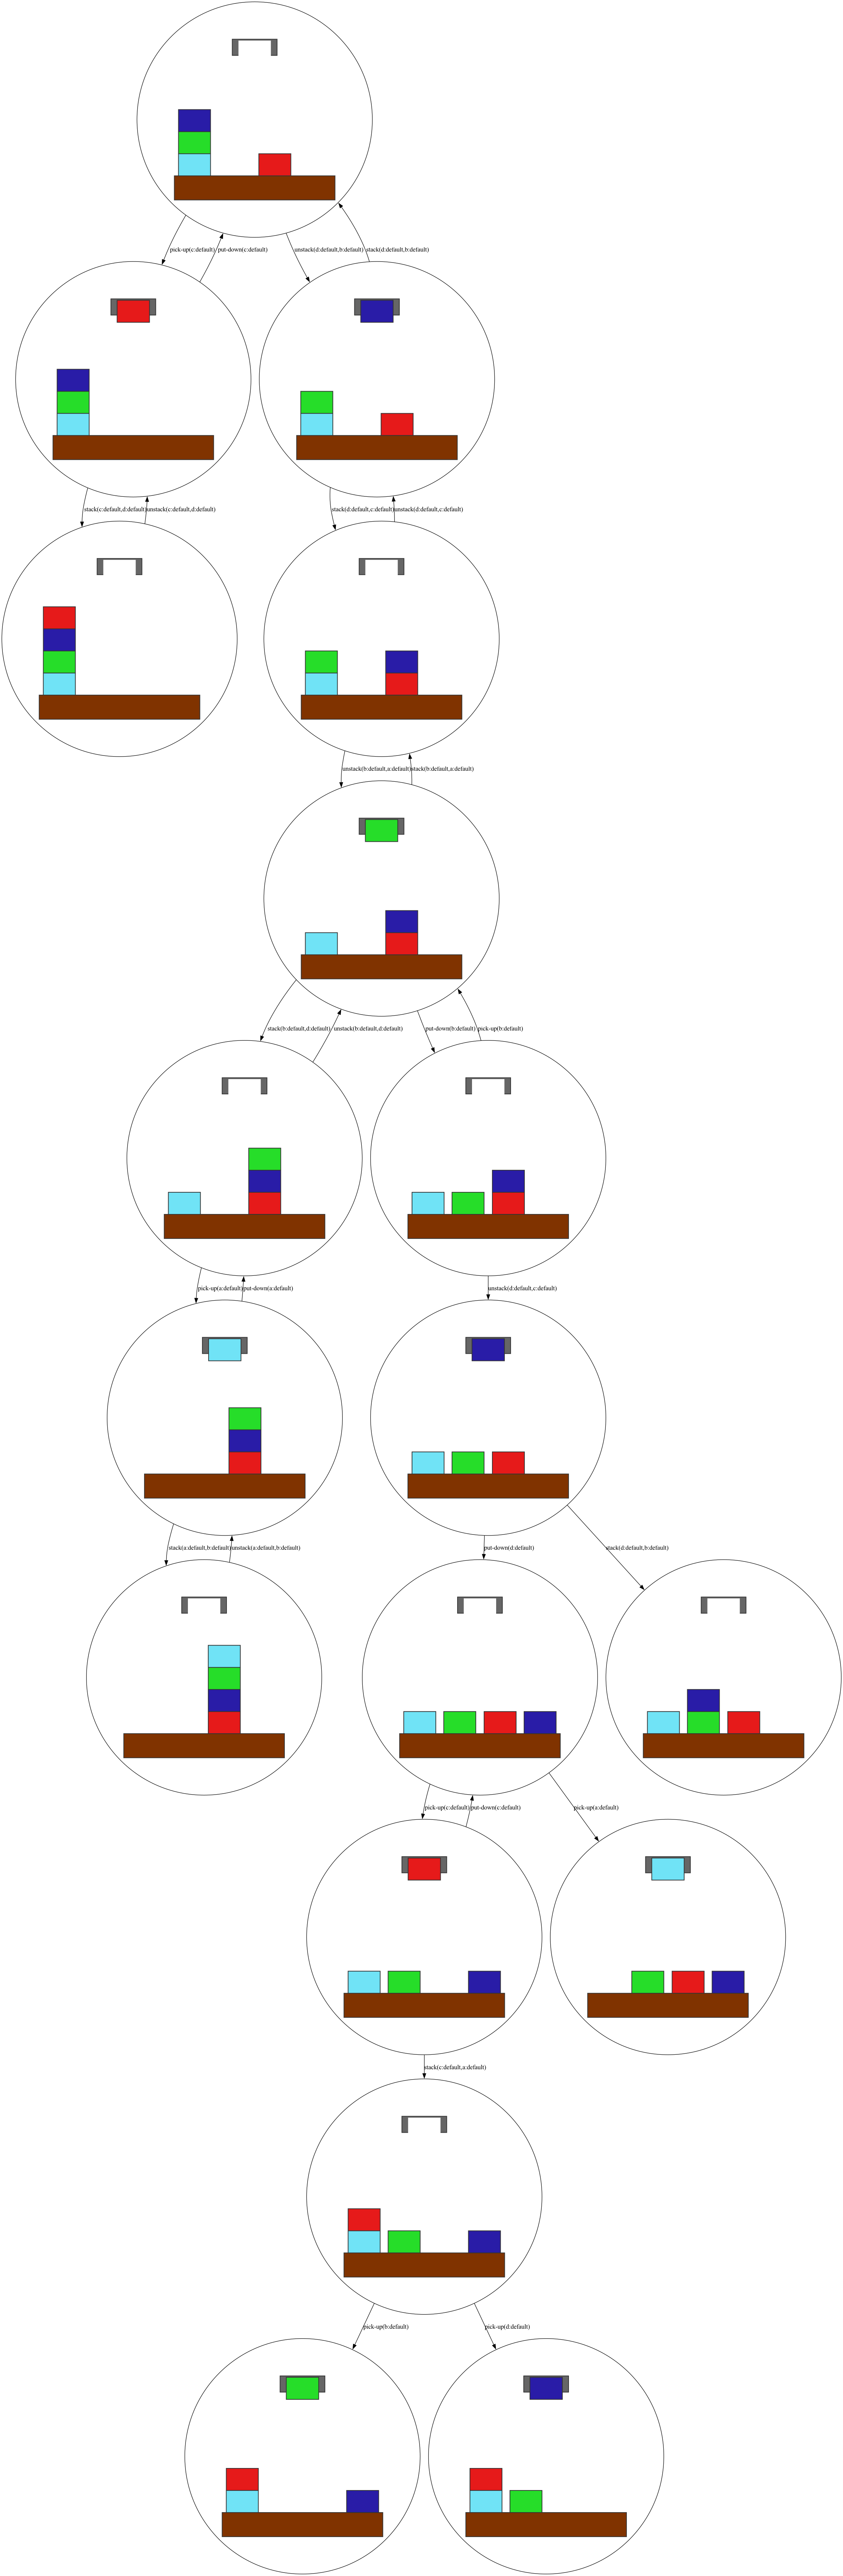 pick-up(c:default)
put-down(c:default)
unstack(d:default,b:default)
stack(d:default,b:default)
stack(c:default,d:default)
unstack(c:default,d:default)
stack(d:default,c:default)
unstack(d:default,c:default)
unstack(b:default,a:default)
stack(b:default,a:default)
stack(b:default,d:default)
unstack(b:default,d:default)
put-down(b:default)
pick-up(b:default)
pick-up(a:default)
put-down(a:default)
unstack(d:default,c:default)
stack(a:default,b:default)
unstack(a:default,b:default)
put-down(d:default)
stack(d:default,b:default)
pick-up(c:default)
put-down(c:default)
pick-up(a:default)
stack(c:default,a:default)
pick-up(b:default)
pick-up(d:default)